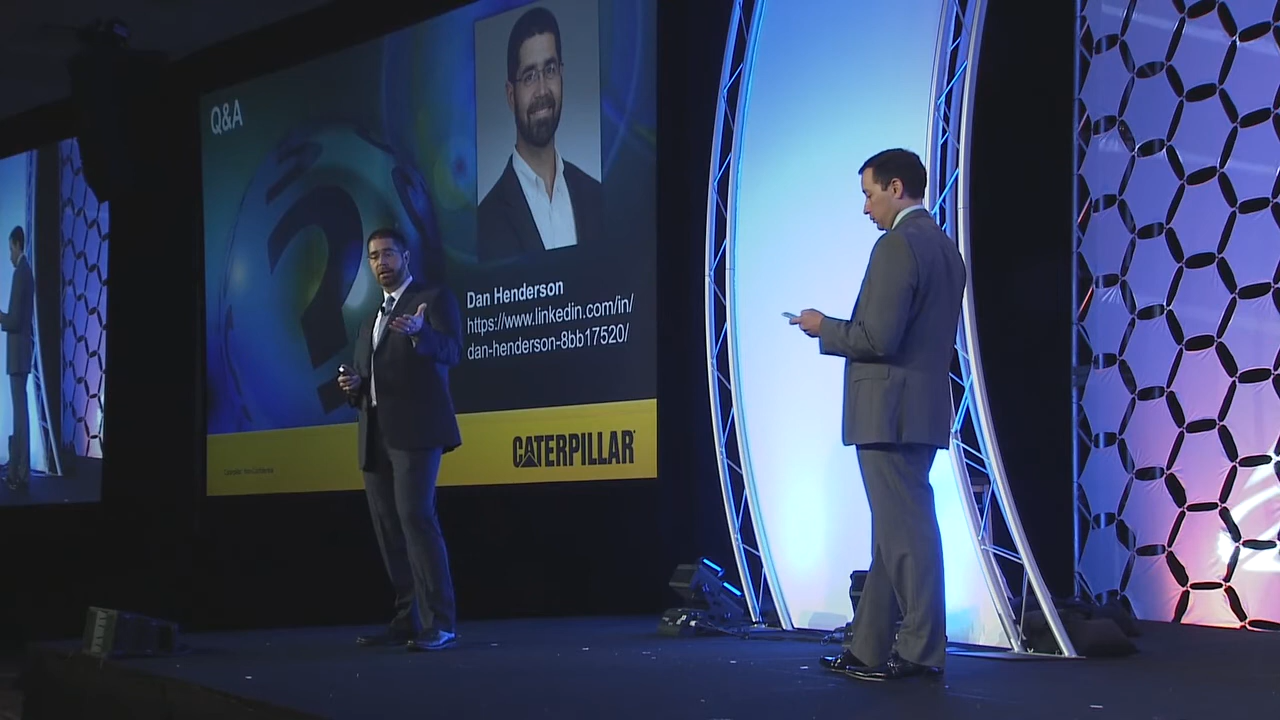 Q&A
Dan Henderson
https://www.linkedin.com/in/
dan-henderson-8bb17520/
CATERPILLAR